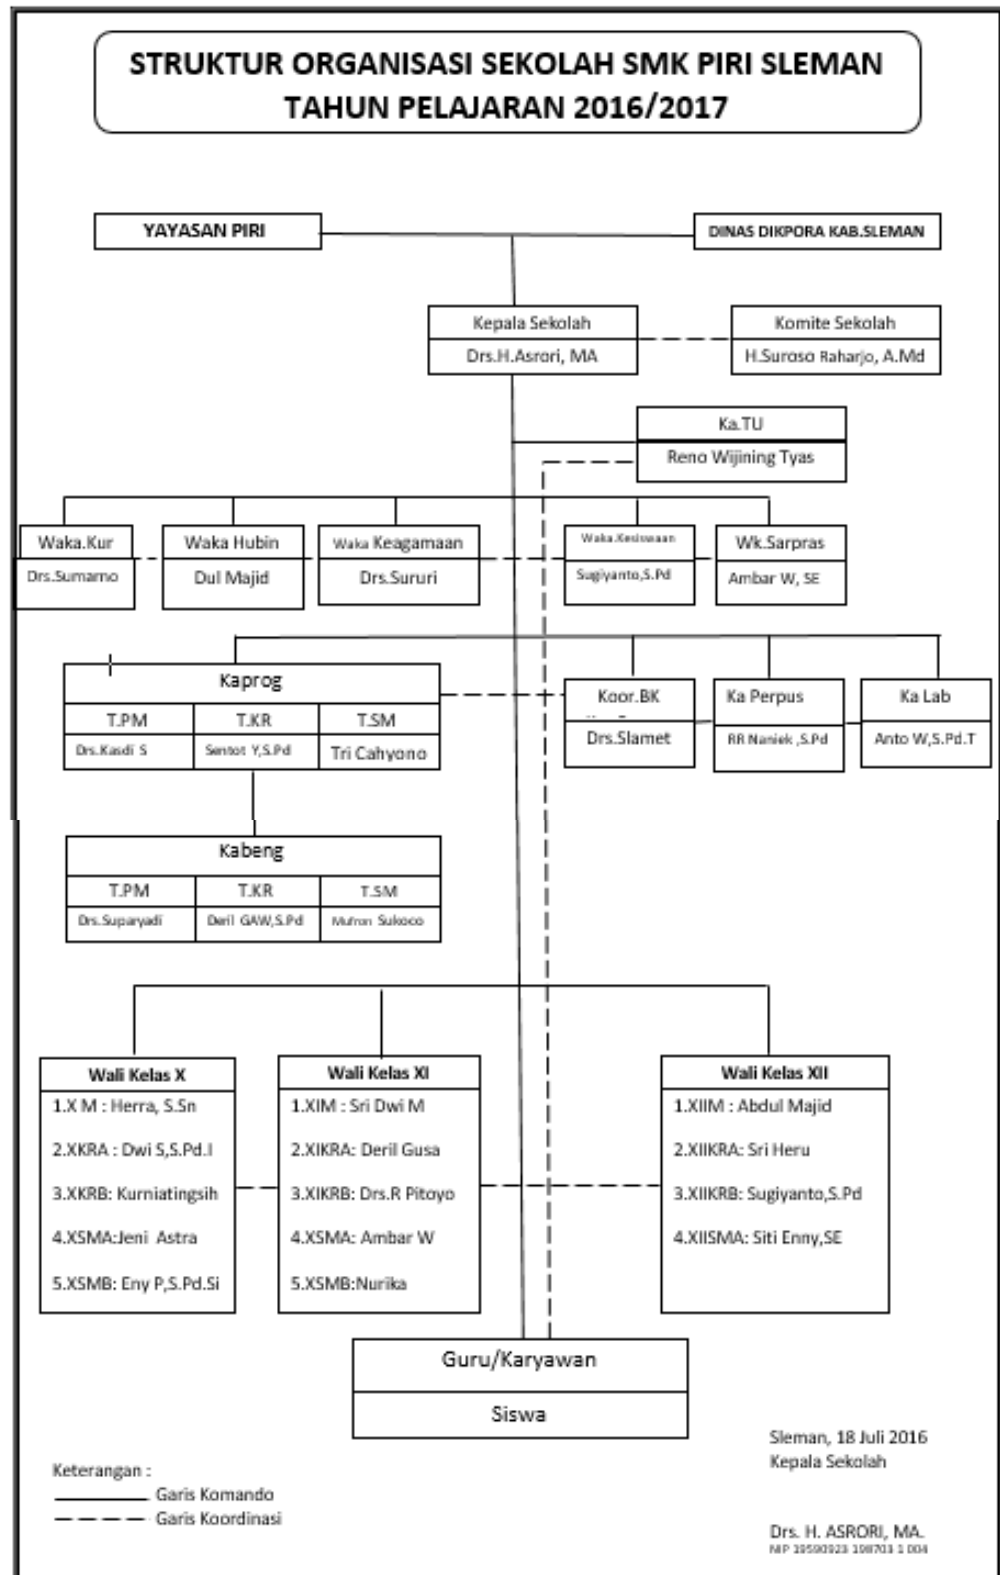 STRUKTUR ORGANISASI SEKOLAH SMK PIRI SLEMAN
TAHUN PELAJARAN 2016/2017
YAYASAN PIRI
DINAS DIKPORA KAB.SLEMAN
Kepala Sekolah
Drs.H.Asrori, MA
Komite Sekolah
H.Suroso Raharjo, A.Md
Ka.TU
Reno Wijining Tyas
Waka.Kur
Drs.Sumarno
Waka Hubin
Dul Majid
Waka Keagamaan
Drs.Sururi
Waka.Kesiswaan
Sugiyanto,S.Pd
Wk.Sarpras
Ambar W, SE
Kaprog
T.PM
T.KR
T.SM
Drs.Kasdi S
Sentot Y,S.Pd
Tri Cahyono
Koor.BK
Drs.Slamet
Ka Perpus
RR Naniek ,S.Pd
Ka Lab
Anto W,S.Pd.T
Kabeng
T.PM
T.KR
T.SM
Drs.Suparyadi
Deril GAW,S.Pd
Mufron Sukoco
Wali Kelas X
1.X M : Herra, S.Sn
2.XKRA : Dwi S,S.Pd.I
3.XKRB: Kurniatingsih
4.XSMA:Jeni Astra
5.XSMB: Eny P,S.Pd.Si
Wali Kelas XI
1.XIM : Sri Dwi M
2.XIKRA: Deril Gusa
3.XIKRB: Drs.R Pitoyo
4.XSMA: Ambar W
5.XSMB:Nurika
Wali Kelas XII
1.XIIM : Abdul Majid
2.XIIKRA: Sri Heru
3.XIIKRB: Sugiyanto,S.Pd
4.XIISMA: Siti Enny,SE
Guru/Karyawan
Siswa
Sleman, 18 Juli 2016
Kepala Sekolah
Keterangan :
Garis Komando
Garis Koordinasi
Drs. H. ASRORI, MA.
NIP 19590923 198703 1 004